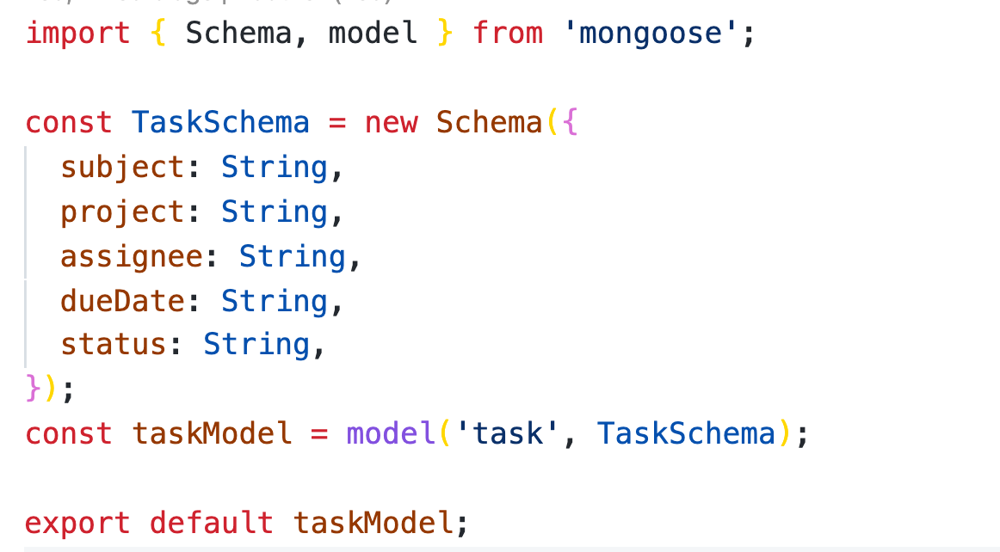 import { Schema, model } from 'mongoose';
const TaskSchema = new Schema({
subject: String,
project: String,
assignee: String,
dueDate: String,
status: String,
});
const taskModel = model('task', TaskSchema);
export default taskModel;